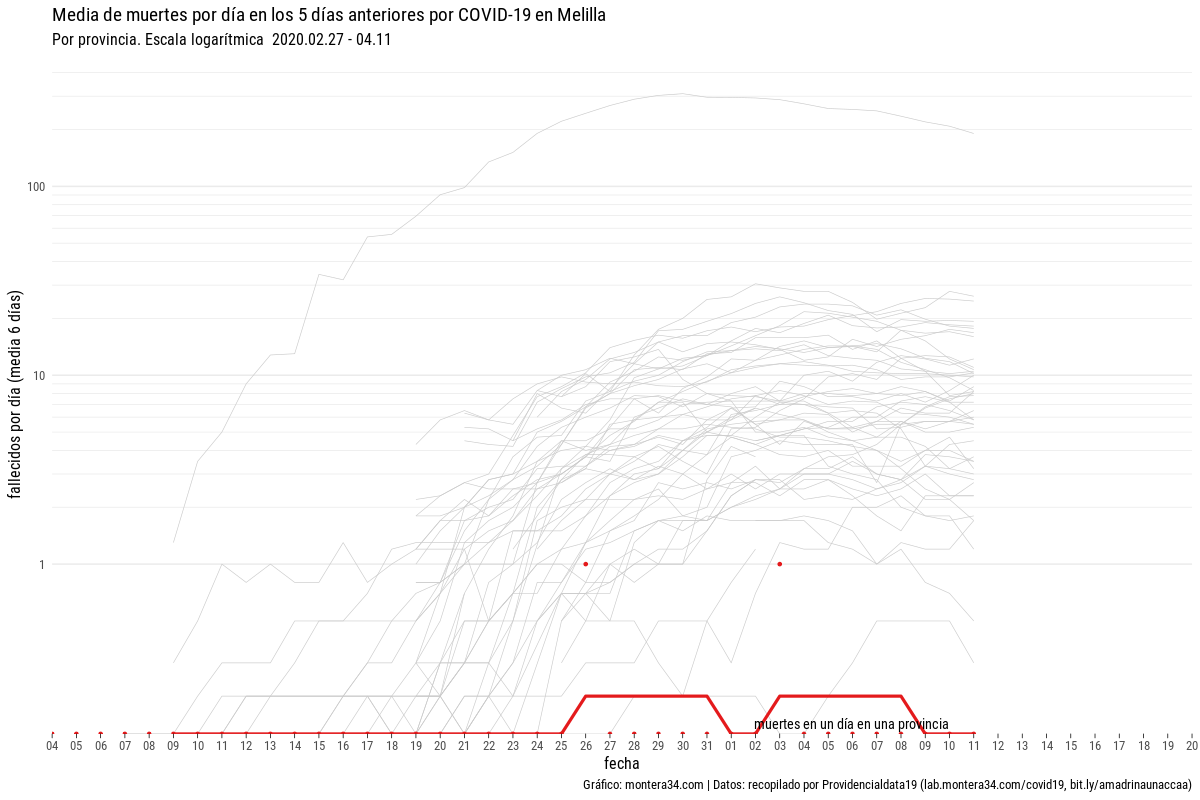 Media de muertes por día en los 5 días anteriores por COVID-19 en Melilla
Por provincia. Escala logarítmica 2020.02.27 - 04.11
fallecidos por día (media 6 días)
100
10
1
muertes en un día en una provincia
04 05 06 07 08 09 10 11 12 13 14 15 16 17 18 19 20 21 22 23 24 25 26 27 28 29 30 31 01 02 03 04 05 06 07 08 09 10 11 12 13 14 15 16 17 18 19 20
fecha
Gráfico: montera34.com | Datos: recopilado por Providencialdata19 (lab.montera34.com/covid19, bit.ly/amadrinaunaccaa)